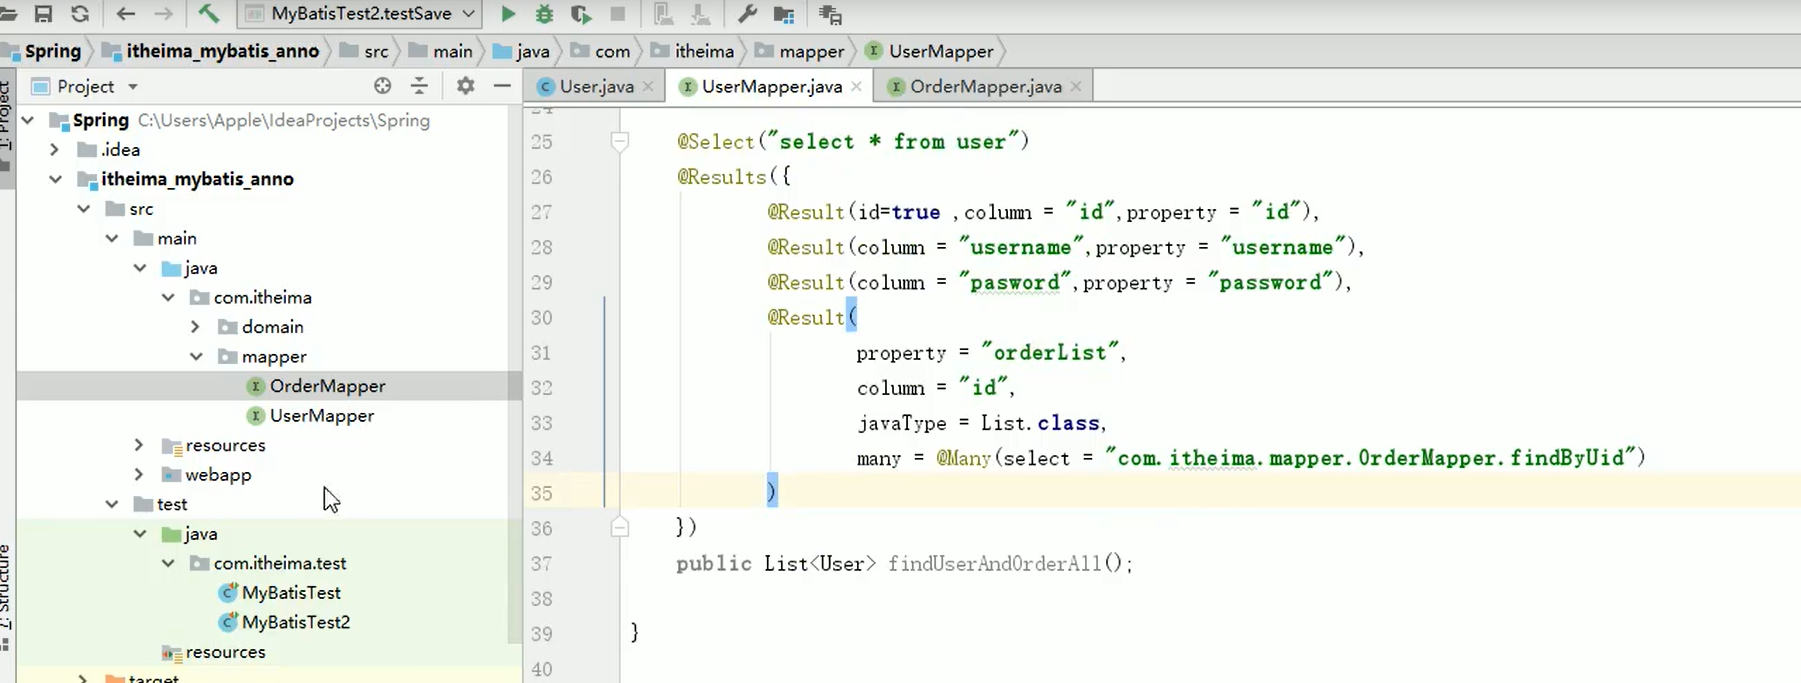 MyBatisTest2.testSave
Spring itheima_mybatis_anno src main java com itheima mapper UserMapper
1: Project
Project
User.java UserMapper.java OrderMapper.java
Spring C:\Users\Apple\IdeaProjects\Spring
.idea
itheima_mybatis_anno
src
main
java
com.itheima
domain
mapper
OrderMapper
UserMapper
resources
webapp
test
java
com.itheima.test
MyBatisTest
MyBatisTest2
resources
target
7: Structure
24
25 @Select("select * from user")
26 @Results({
27 @Result(id=true ,column = "id",property = "id"),
28 @Result(column = "username",property = "username"),
29 @Result(column = "pasword",property = "password"),
30 @Result(
31 property = "orderList",
32 column = "id",
33 javaType = List.class,
34 many = @Many(select = "com.itheima.mapper.OrderMapper.findByUid")
35 )
36 })
37 public List<User> findUserAndOrderAll();
38
39 }
40